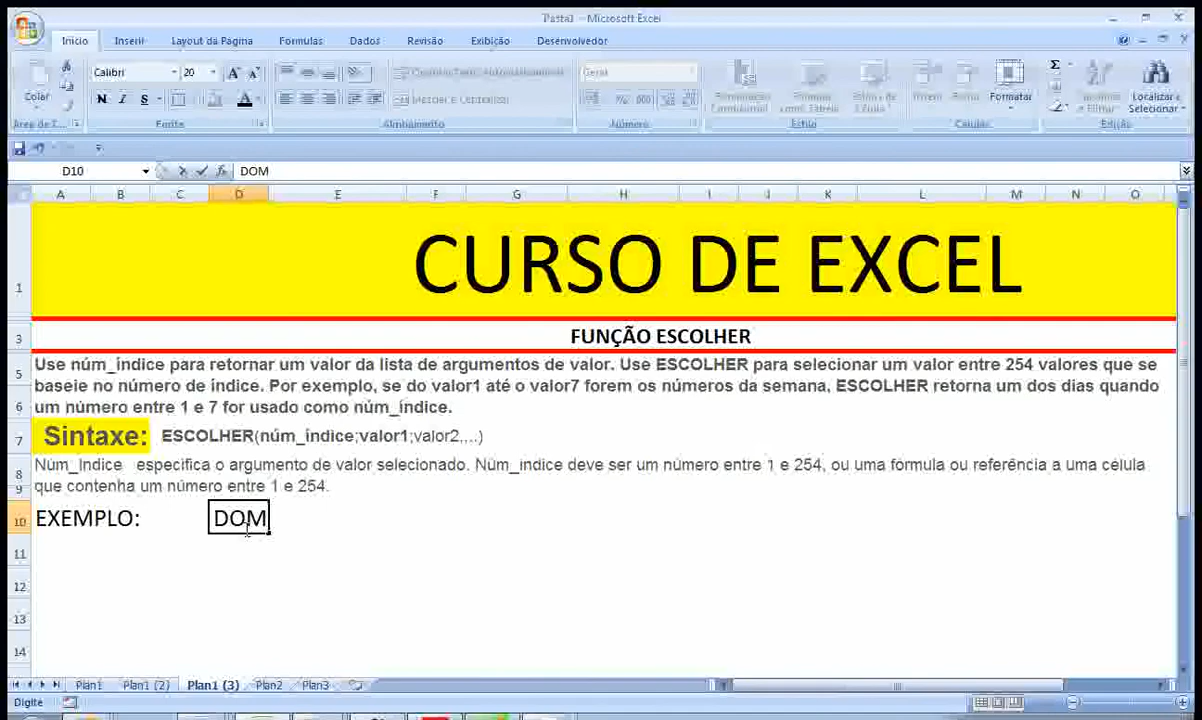 Pasta1 - Microsoft Excel
Início Inserir Layout da Página Formulas Dados Revisão Exibição Desenvolvedor
Calibri 20 Geral
Colar N I S A % 000 Formatar Localizar e Selecionar
Fonte Alinhamento Número Estilo Células Edição
D10 fx DOM
A B C D E F G H I J K L M N O
1 CURSO DE EXCEL
3 FUNÇÃO ESCOLHER
5 Use núm_índice para retornar um valor da lista de argumentos de valor. Use ESCOLHER para selecionar um valor entre 254 valores que se
6 baseie no número de índice. Por exemplo, se do valor1 até o valor7 forem os números da semana, ESCOLHER retorna um dos dias quando
um número entre 1 e 7 for usado como núm_índice.
7 Sintaxe: ESCOLHER(núm_índice;valor1;valor2,...)
8 Núm_índice especifica o argumento de valor selecionado. Núm_índice deve ser um número entre 1 e 254, ou uma fórmula ou referência a uma célula
9 que contenha um número entre 1 e 254.
10 EXEMPLO: DOM
11
12
13
14
Plan1 Plan1 (2) Plan1 (3) Plan2 Plan3
Digite